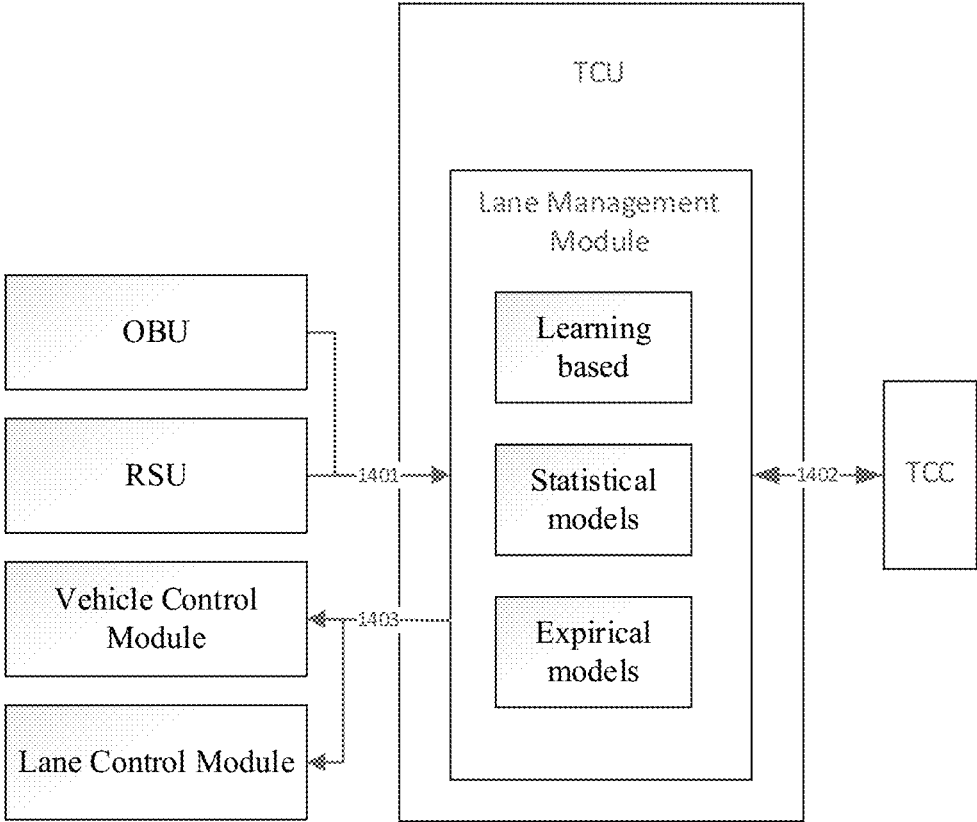 TCU
Lane Management
Module
OBU
Learning
based
RSU
1401
Statistical
models
1402
TCC
Vehicle Control
Module
1403
Expirical
models
Lane Control Module